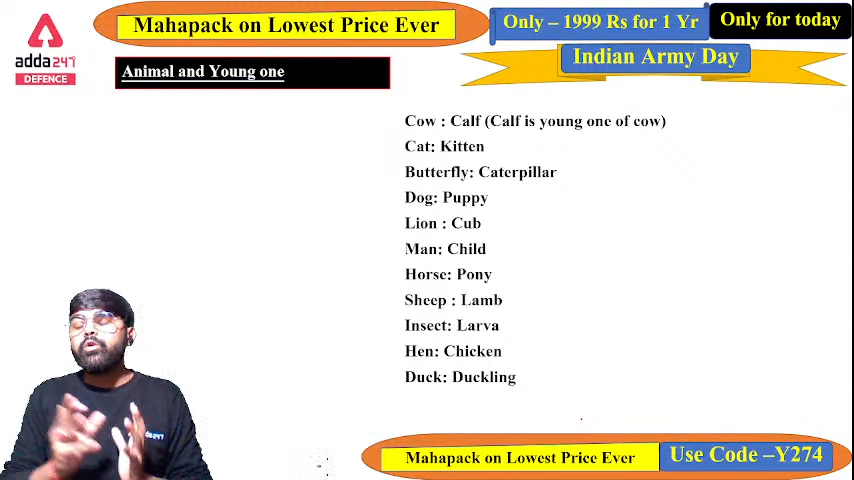 Mahapack on Lowest Price Ever
Only – 1999 Rs for 1 Yr
Only for today
adda247
DEFENCE
Animal and Young one
Indian Army Day
Cow : Calf (Calf is young one of cow)
Cat: Kitten
Butterfly: Caterpillar
Dog: Puppy
Lion : Cub
Man: Child
Horse: Pony
Sheep : Lamb
Insect: Larva
Hen: Chicken
Duck: Duckling
Mahapack on Lowest Price Ever
Use Code –Y274